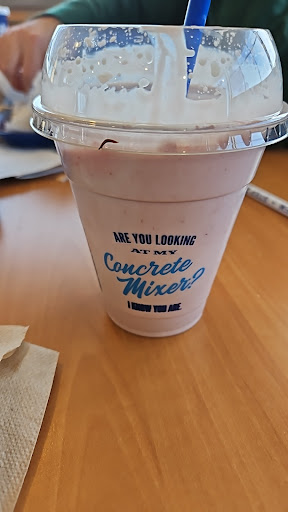 ARE YOU LOOKING
AT MY
Concrete
Mixer?
I KNOW YOU ARE.